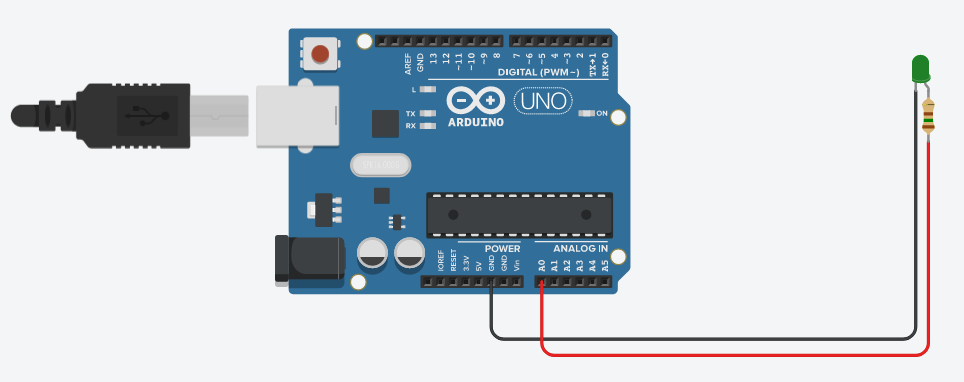 AREF
GND
13
12
~11
~10
~9
8
7
~6
~5
4
~3
2
TX→1
RX←0
DIGITAL (PWM~)
L
TX
RX
UNO
ON
ARDUINO
POWER
ANALOG IN
IOREF
RESET
3.3V
5V
GND
GND
Vin
A0
A1
A2
A3
A4
A5